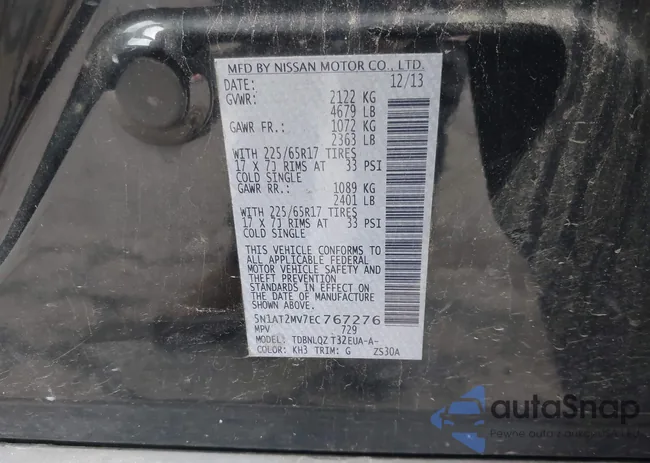 MFD BY NISSAN MOTOR CO., LTD.
DATE: 12/13
GVWR: 2122 KG
4679 LB
GAWR FR.: 1072 KG
2363 LB
WITH 225/65R17 TIRES
17 X 7J RIMS AT 33 PSI
COLD SINGLE
GAWR RR.: 1089 KG
2401 LB
WITH 225/65R17 TIRES
17 X 7J RIMS AT 33 PSI
COLD SINGLE
THIS VEHICLE CONFORMS TO
ALL APPLICABLE FEDERAL
MOTOR VEHICLE SAFETY AND
THEFT PREVENTION
STANDARDS IN EFFECT ON
THE DATE OF MANUFACTURE
SHOWN ABOVE.
5N1AT2MV7EC767276
MPV 729
MODEL: TDBNLQZ T32EUA-A-
COLOR: KH3 TRIM: G ZS30A
autoSnap
Pewne auta z aukcji